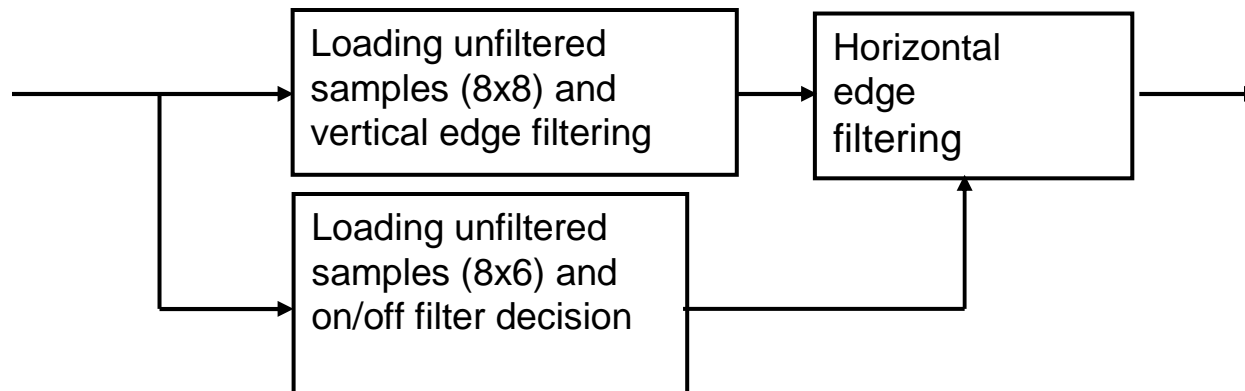 Loading unfiltered
samples (8x8) and
vertical edge filtering
Horizontal
edge
filtering
Loading unfiltered
samples (8x6) and
on/off filter decision